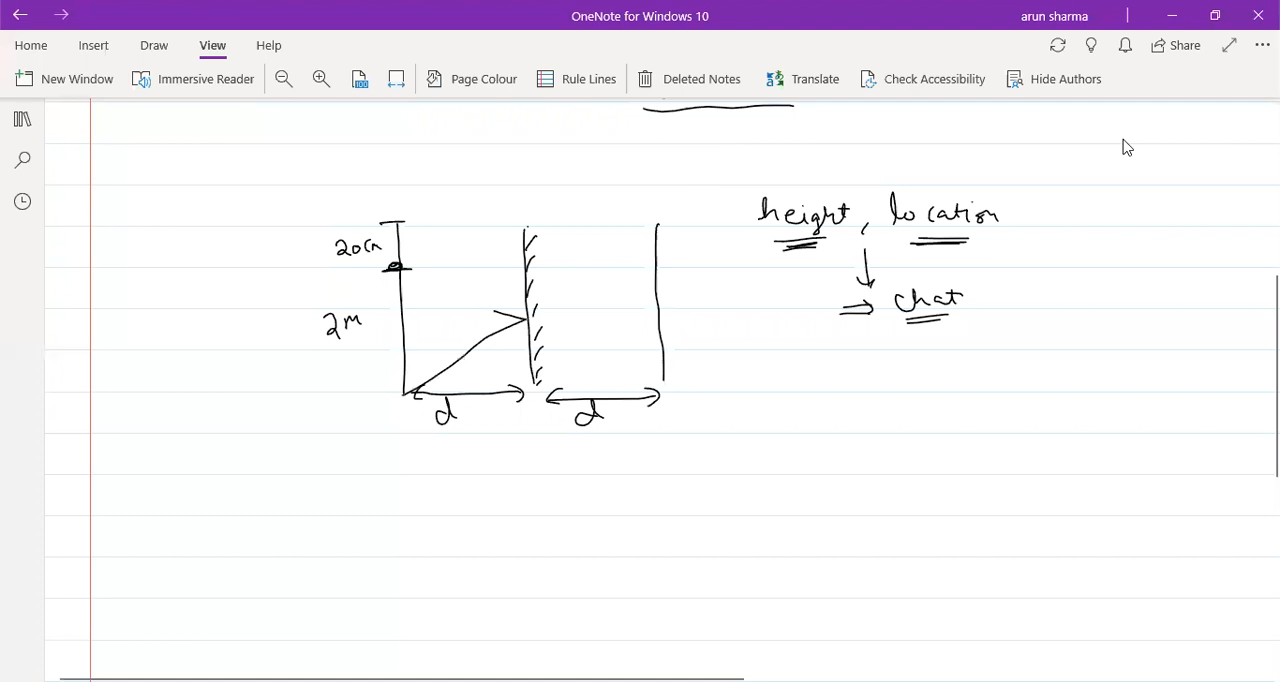 OneNote for Windows 10
arun sharma
Home Insert Draw View Help
Share
New Window Immersive Reader Page Colour Rule Lines Deleted Notes Translate Check Accessibility Hide Authors
height, location
20cm
chat
2m
d d